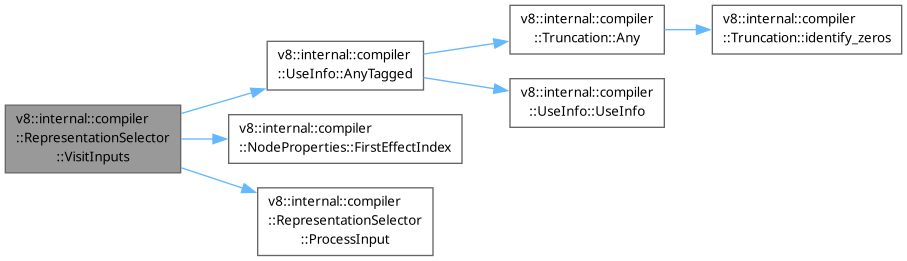 v8::internal::compiler
::RepresentationSelector
::VisitInputs
v8::internal::compiler
::UseInfo::AnyTagged
v8::internal::compiler
::Truncation::Any
v8::internal::compiler
::Truncation::identify_zeros
v8::internal::compiler
::UseInfo::UseInfo
v8::internal::compiler
::NodeProperties::FirstEffectIndex
v8::internal::compiler
::RepresentationSelector
::ProcessInput